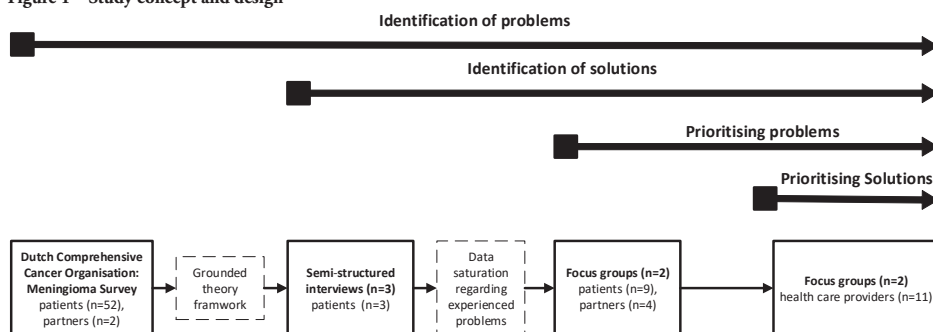 Figure 1 Study concept and design
Identification of problems
Identification of solutions
Prioritising problems
Prioritising Solutions
Dutch Comprehensive
Cancer Organisation:
Meningioma Survey
patients (n=52),
partners (n=2)
Grounded
theory
framwork
Semi-structured
interviews (n=3)
patients (n=3)
Data
saturation
regarding
experienced
problems
Focus groups (n=2)
patients (n=9),
partners (n=4)
Focus groups (n=2)
health care providers (n=11)